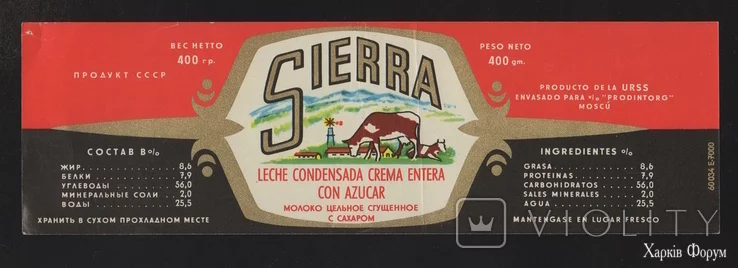 ВЕС НЕТТО
400 гр.
ПРОДУКТ СССР
СОСТАВ В %
ЖИР. 8,6
БЕЛКИ 7,9
УГЛЕВОДЫ 56,0
МИНЕРАЛЬНЫЕ СОЛИ 2,0
ВОДЫ 25,5
ХРАНИТЬ В СУХОМ ПРОХЛАДНОМ МЕСТЕ
SIERRA
LECHE CONDENSADA CREMA ENTERA
CON AZUCAR
МОЛОКО ЦЕЛЬНОЕ СГУЩЕННОЕ
С САХАРОМ
PESO NETO
400 gm.
PRODUCTO DE LA URSS
ENVASADO PARA v/o "PRODINTORG"
MOSCÚ
INGREDIENTES %
GRASA 8,6
PROTEINAS 7,9
CARBOHIDRATOS 56,0
SALES MINERALES 2,0
AGUA 25,5
MANTENGASE EN LUGAR FRESCO
60034 E-7000
VIOLITY
Харків Форум